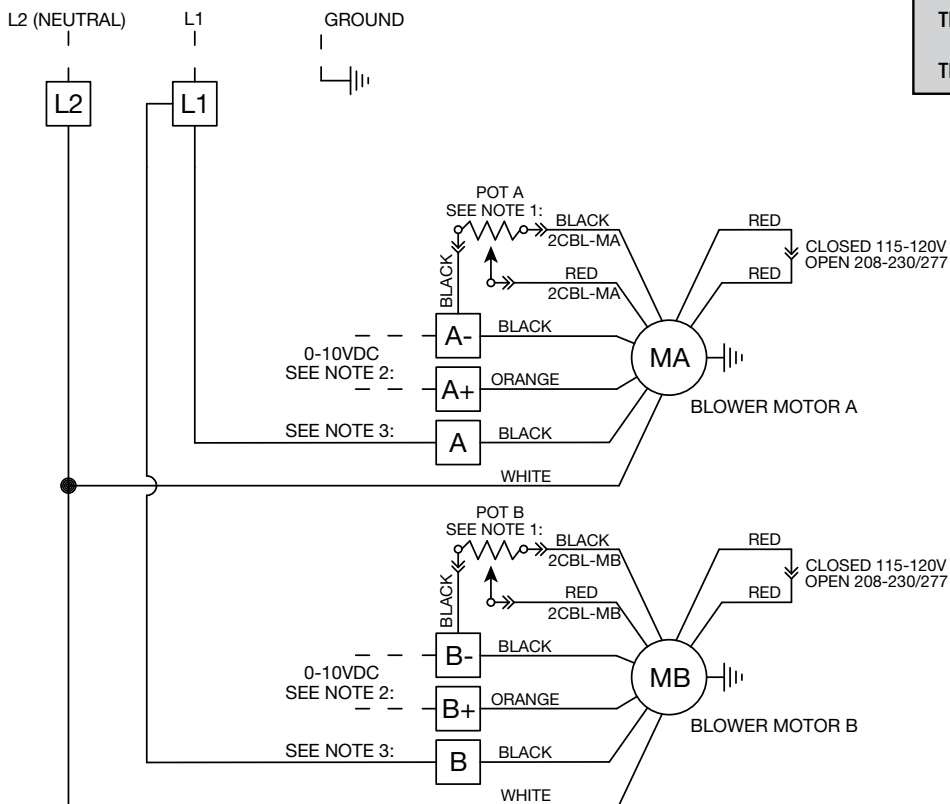 L2 (NEUTRAL)
L1
GROUND
L2
L1
POT A
SEE NOTE 1:
BLACK
2CBL-MA
RED
2CBL-MA
BLACK
RED
RED
CLOSED 115-120V
OPEN 208-230/277
A-
BLACK
0-10VDC
SEE NOTE 2:
A+
ORANGE
MA
BLOWER MOTOR A
SEE NOTE 3:
A
BLACK
WHITE
POT B
SEE NOTE 1:
BLACK
2CBL-MB
RED
2CBL-MB
BLACK
RED
RED
CLOSED 115-120V
OPEN 208-230/277
B-
BLACK
0-10VDC
SEE NOTE 2:
B+
ORANGE
MB
BLOWER MOTOR B
SEE NOTE 3:
B
BLACK
WHITE